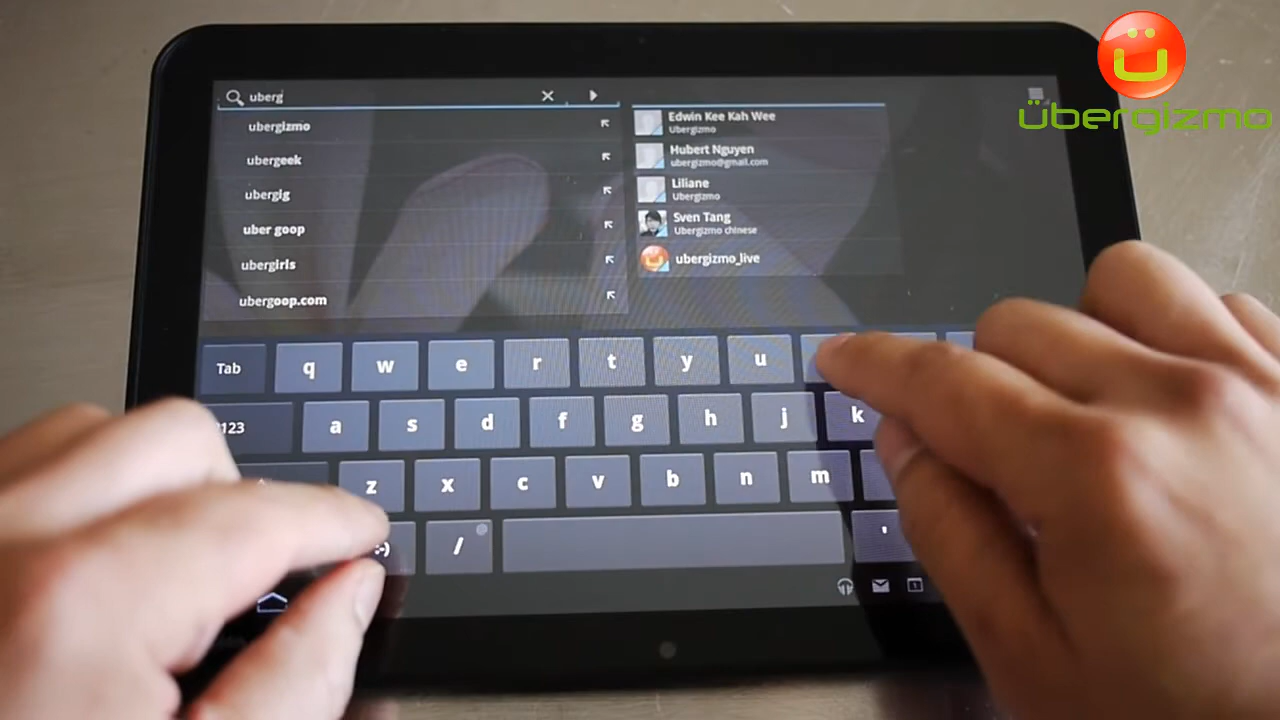 uberg
ubergizmo
ubergeek
ubergig
uber goop
ubergirls
ubergoop.com
Edwin Kee Kah Wee
Ubergizmo
Hubert Nguyen
ubergizmo@gmail.com
Liliane
Ubergizmo
Sven Tang
Ubergizmo chinese
ubergizmo_live
übergizmo
Tab q w e r t y u
?123 a s d f g h j k
z x c v b n m
:-) / '
1